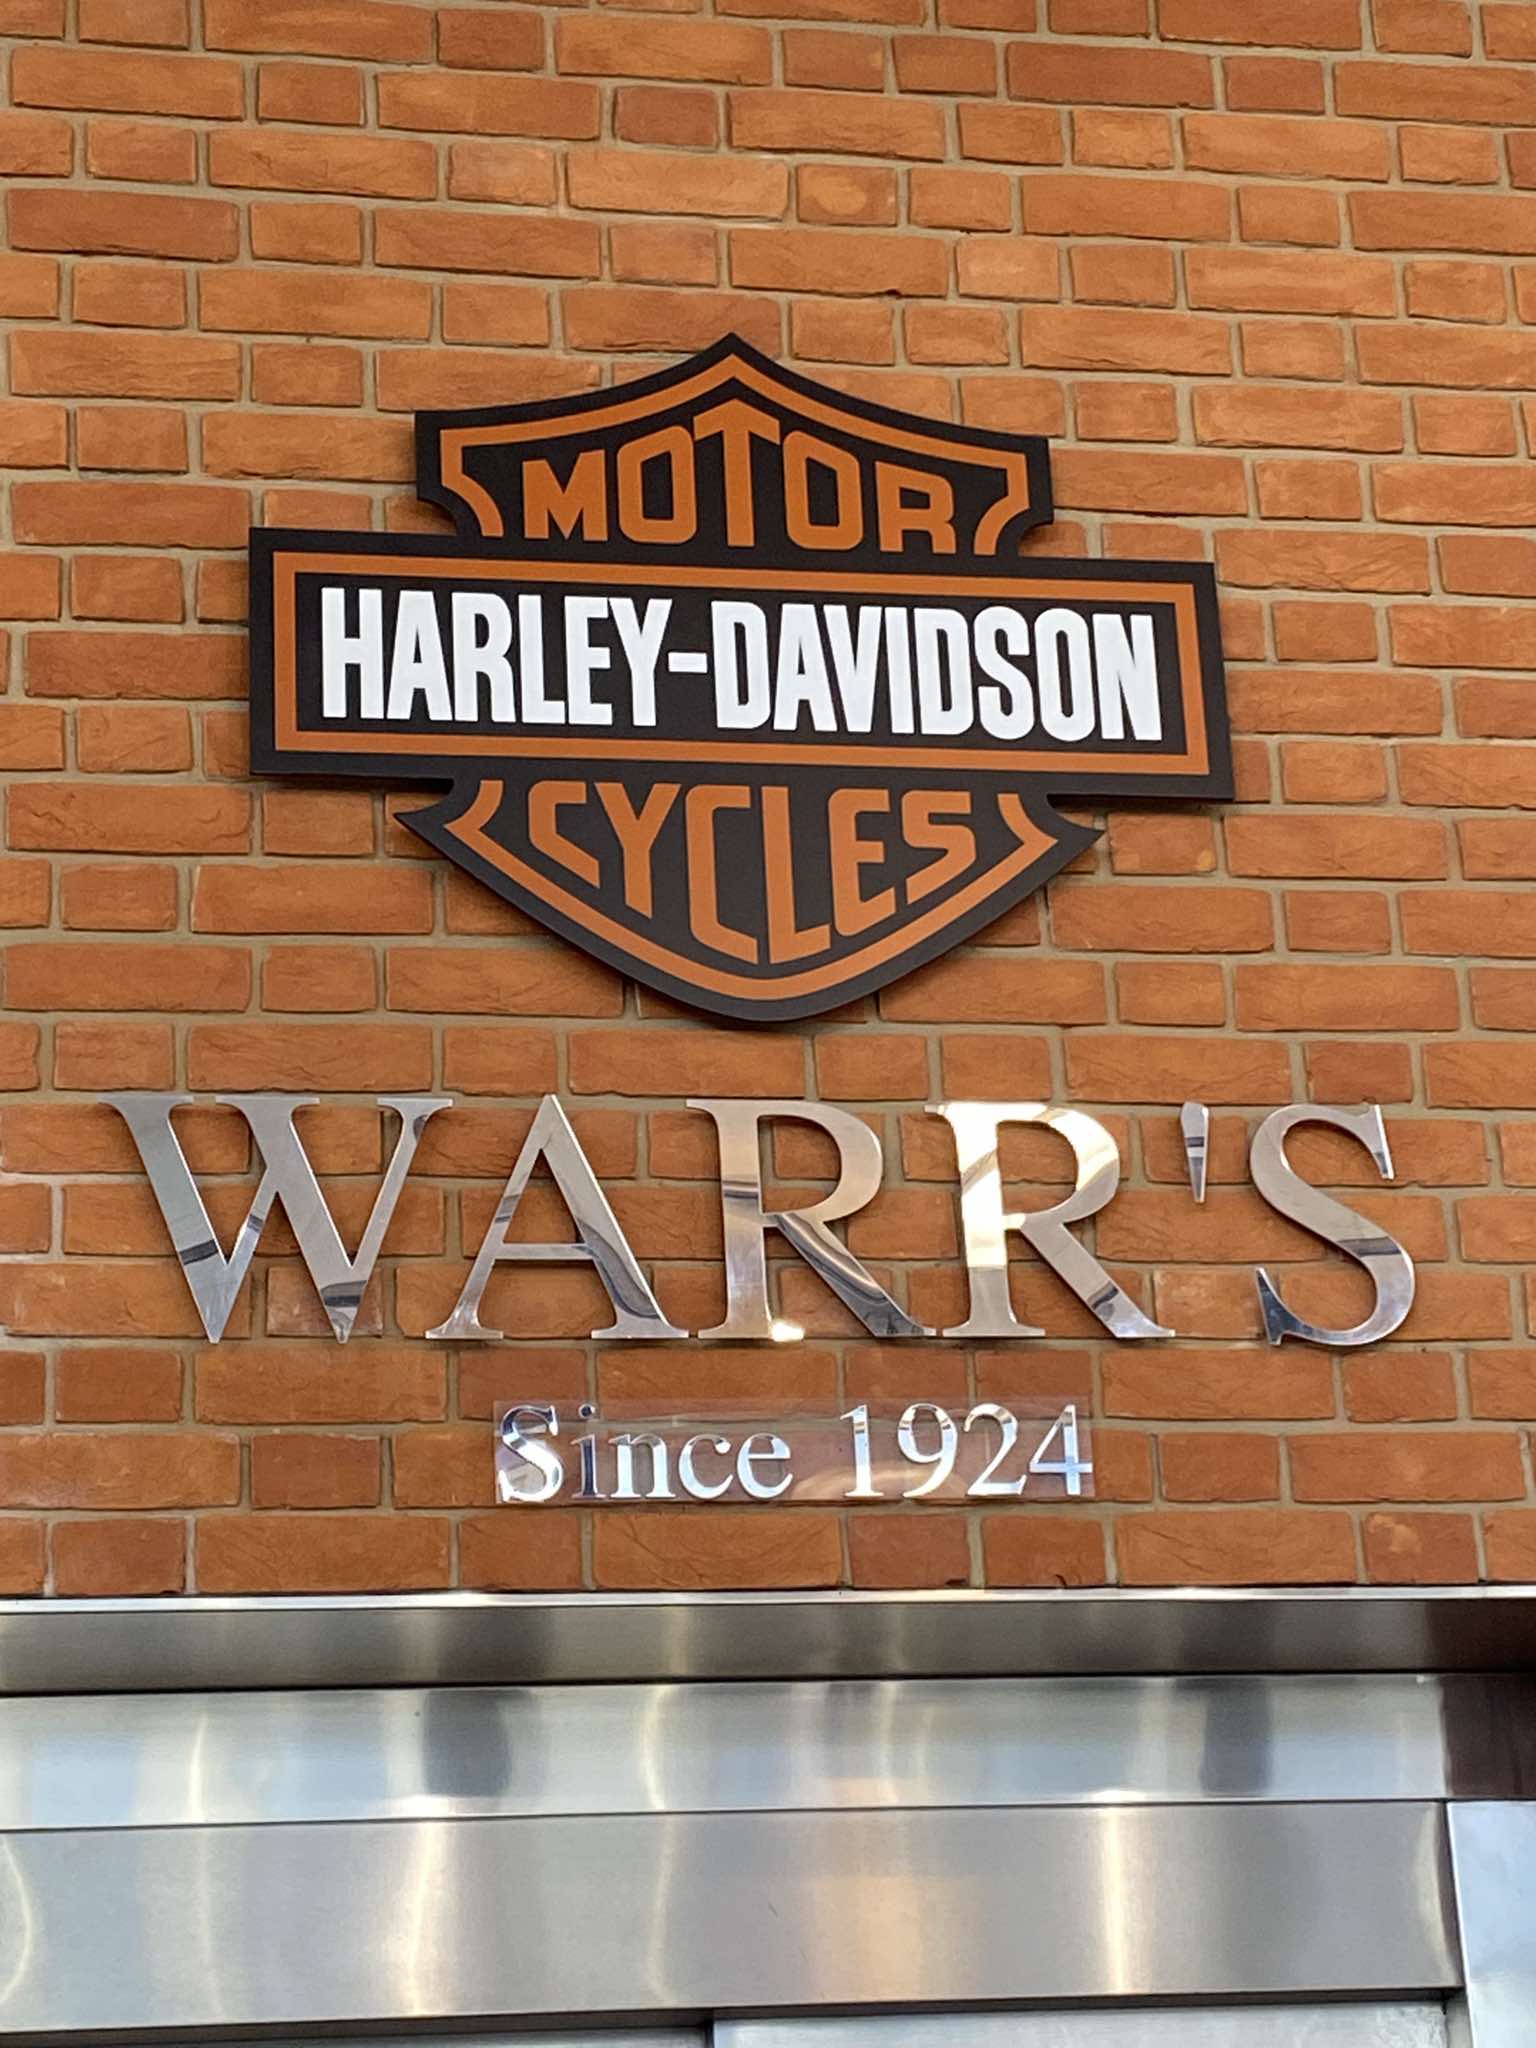 MOTOR
HARLEY-DAVIDSON
CYCLES
WARR'S
Since 1924